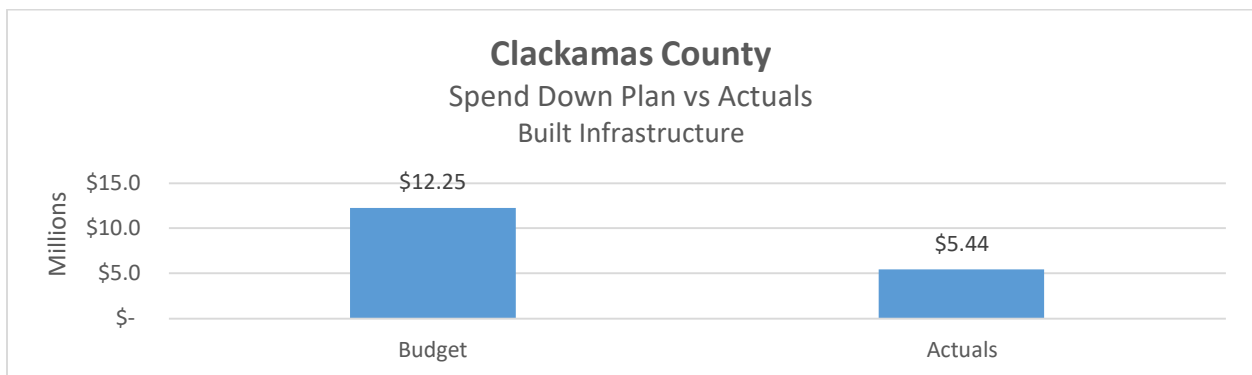 Clackamas County
Spend Down Plan vs Actuals
Built Infrastructure
Millions
$15.0
$10.0
$5.0
$-
$12.25
$5.44
Budget
Actuals